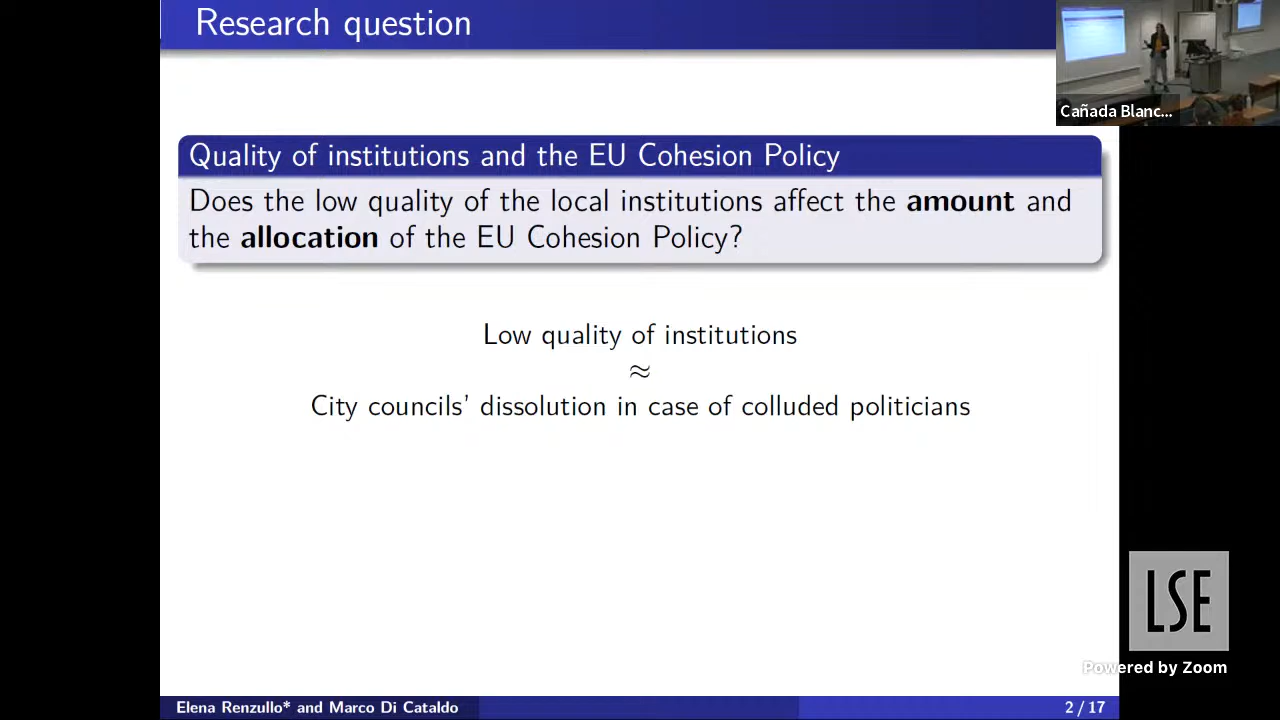 Research question
Cañada Blanc...
Quality of institutions and the EU Cohesion Policy
Does the low quality of the local institutions affect the amount and
the allocation of the EU Cohesion Policy?
Low quality of institutions
≈
City councils' dissolution in case of colluded politicians
LSE
Powered by Zoom
Elena Renzullo* and Marco Di Cataldo
2 / 17